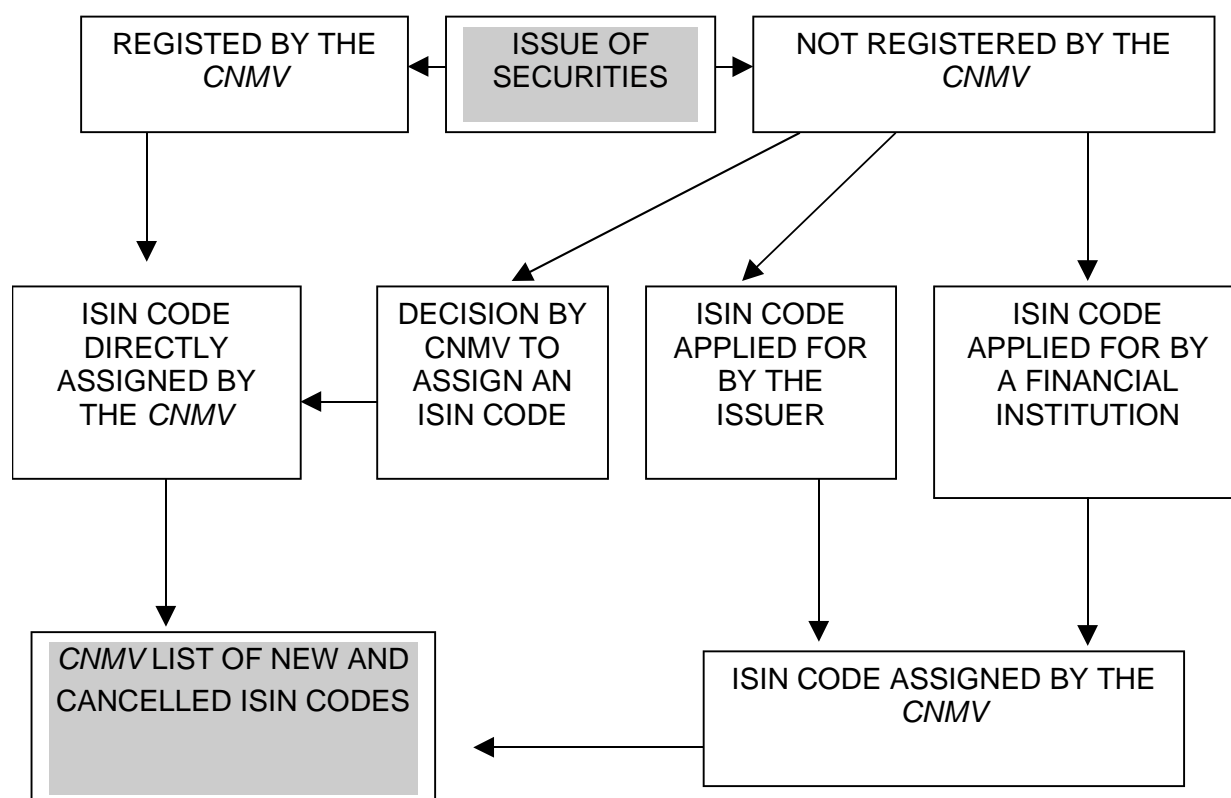 REGISTED BY THE
CNMV
ISSUE OF
SECURITIES
NOT REGISTERED BY THE
CNMV
ISIN CODE
DIRECTLY
ASSIGNED BY
THE CNMV
DECISION BY
CNMV TO
ASSIGN AN
ISIN CODE
ISIN CODE
APPLIED FOR
BY THE
ISSUER
ISIN CODE
APPLIED FOR BY
A FINANCIAL
INSTITUTION
CNMV LIST OF NEW AND
CANCELLED ISIN CODES
ISIN CODE ASSIGNED BY THE
CNMV